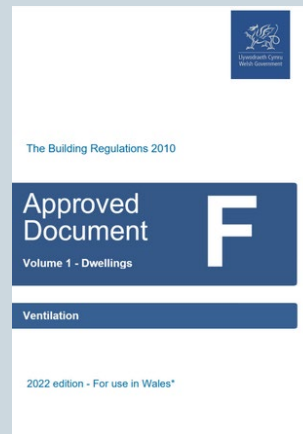 Llywodraeth Cymru
Welsh Government
The Building Regulations 2010
Approved
Document
F
Volume 1 - Dwellings
Ventilation
2022 edition - For use in Wales*